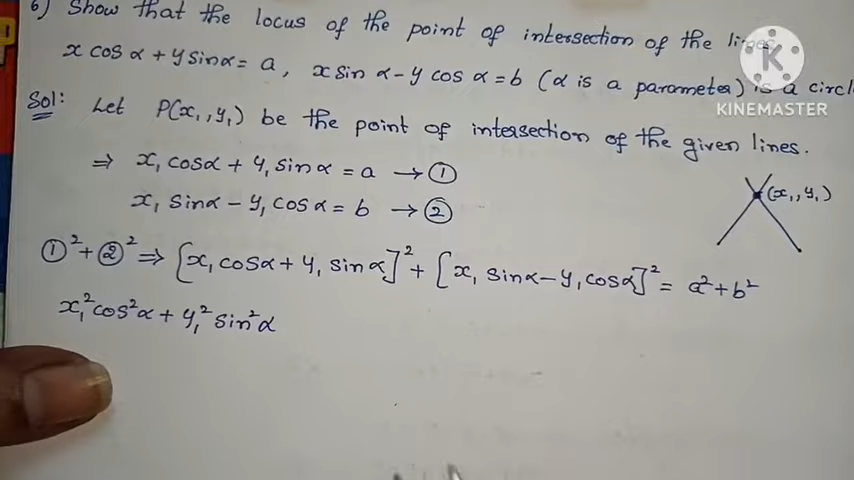 6) Show that the locus of the point of intersection of the lines
x cos α + y sin α = a, x sin α - y cos α = b (α is a parameter) is a circle
KINEMASTER
Sol: Let P(x₁, y₁) be the point of intersection of the given lines.
⇒ x₁ cos α + y₁ sin α = a → ①
x₁ sin α - y₁ cos α = b → ②
(x₁, y₁)
①² + ②² ⇒ [x₁ cos α + y₁ sin α]² + [x₁ sin α - y₁ cos α]² = a² + b²
x₁² cos² α + y₁² sin² α